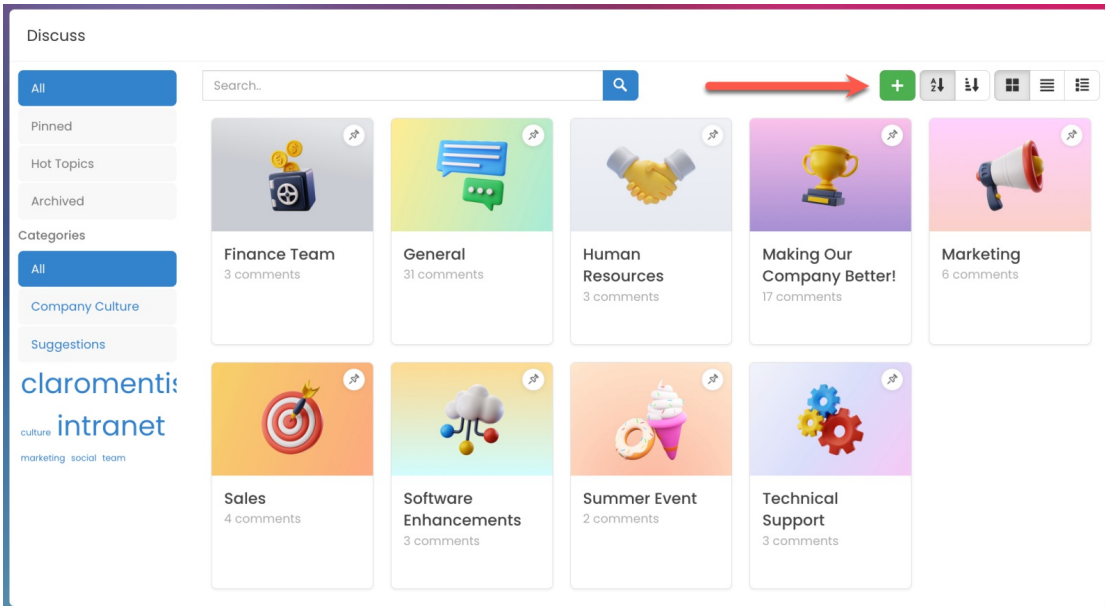 Discuss
All
Search..
Pinned
Hot Topics
Archived
Categories
All
Company Culture
Suggestions
claromentis
culture intranet
marketing social team
Finance Team
3 comments
General
31 comments
Human
Resources
3 comments
Making Our
Company Better!
17 comments
Marketing
6 comments
Sales
4 comments
Software
Enhancements
3 comments
Summer Event
2 comments
Technical
Support
3 comments